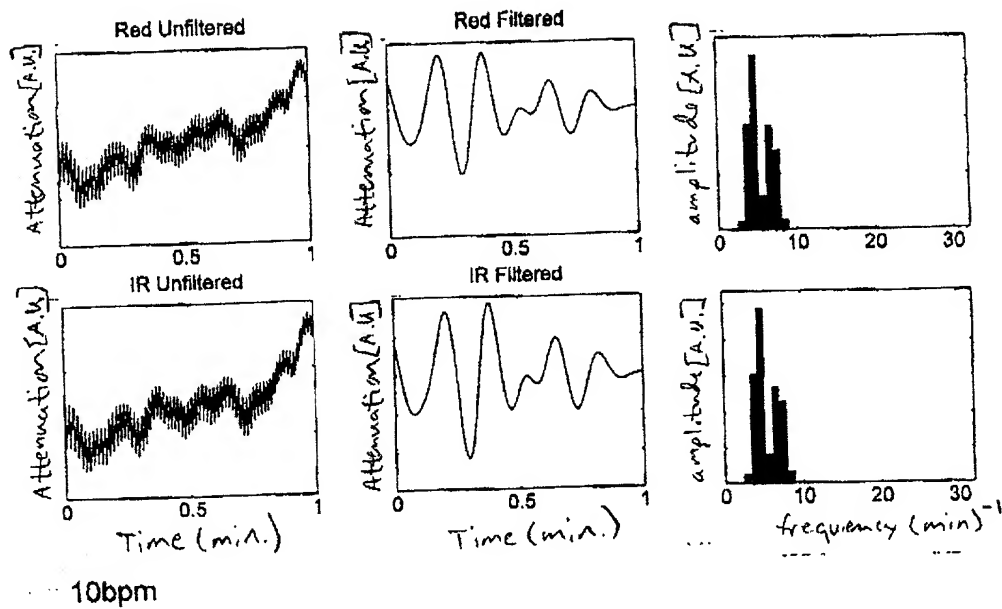 Red Unfiltered
Red Filtered
Attenuation [A.U]
Attenuation [A.U]
amplitude [A.U]
0 0.5 1
0 0.5 1
0 10 20 30
IR Unfiltered
IR Filtered
Attenuation [A.U]
Attenuation [A.U]
amplitude [A.U.]
0 0.5 1
0 0.5 1
0 10 20 30
Time (min.)
Time (min.)
frequency (min)⁻¹
10bpm